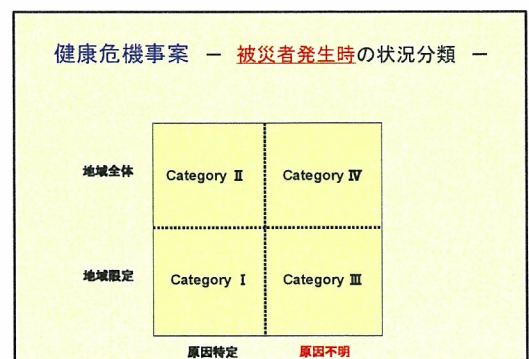 健康危機事案 － 被災者発生時の状況分類 －
地域全体 Category Ⅱ Category Ⅳ
地域限定 Category Ⅰ Category Ⅲ
原因特定 原因不明